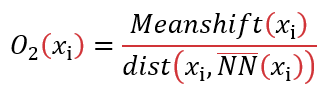 O₂(xᵢ) = Meanshift(xᵢ) / dist(xᵢ, N̅N̅(xᵢ))